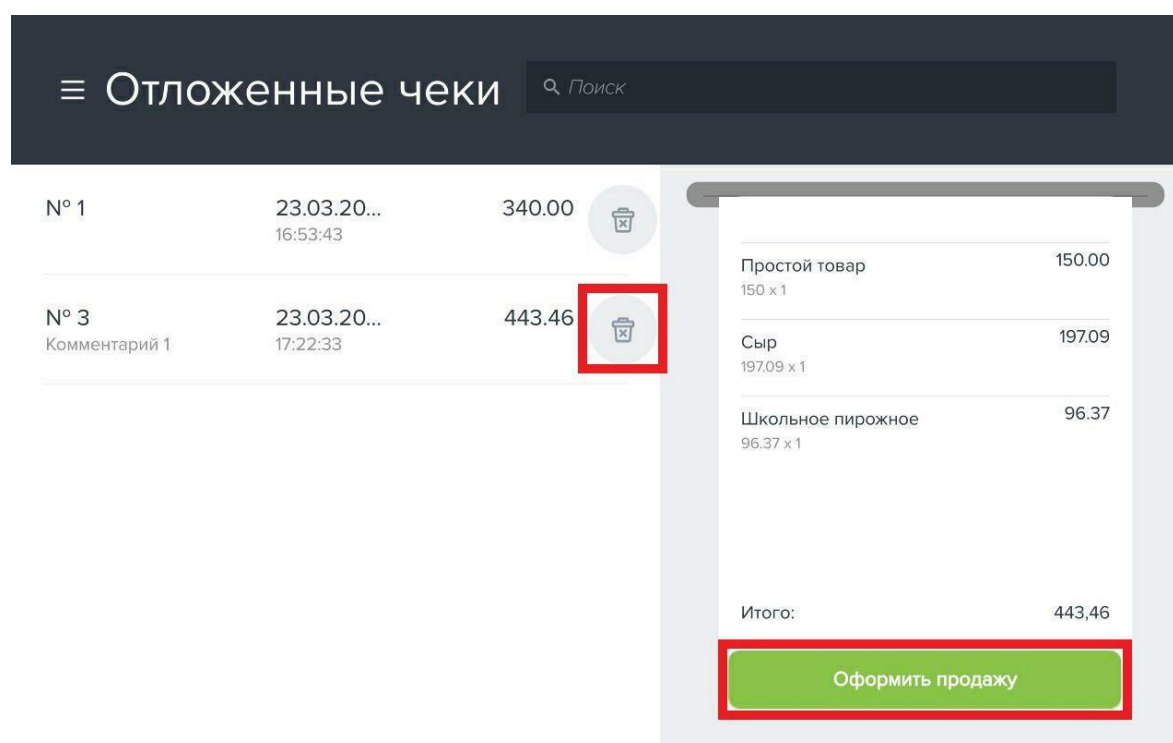 Отложенные чеки
Поиск
№ 1 23.03.20... 340.00
16:53:43
№ 3 23.03.20... 443.46
Комментарий 1 17:22:33
Простой товар 150.00
150 x 1
Сыр 197.09
197.09 x 1
Школьное пирожное 96.37
96.37 x 1
Итого: 443,46
Оформить продажу